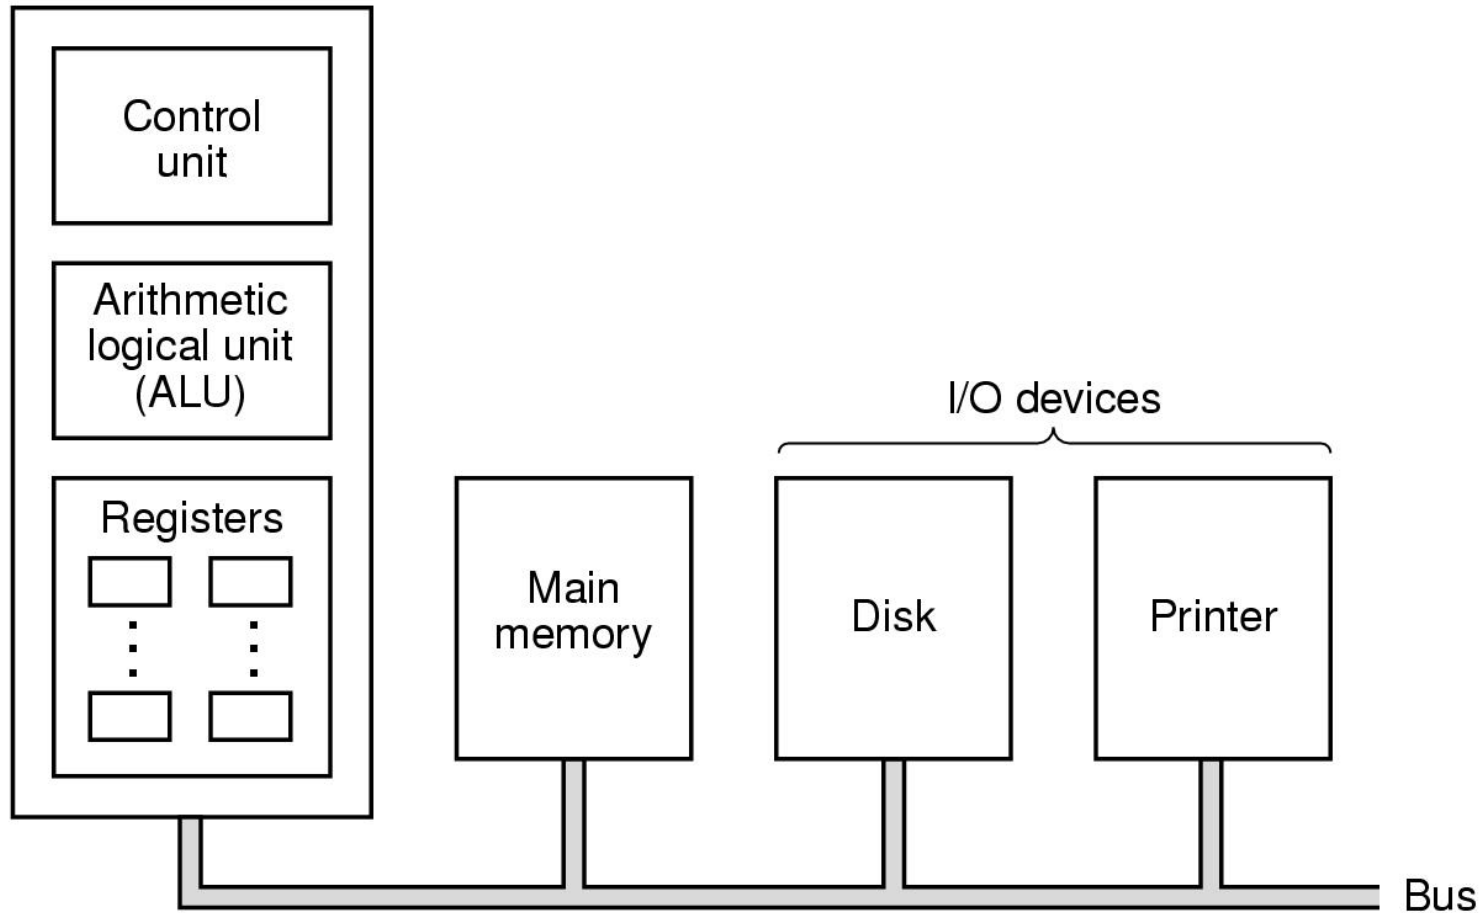 Control
unit
Arithmetic
logical unit
(ALU)
Registers
I/O devices
Main
memory
Disk
Printer
Bus